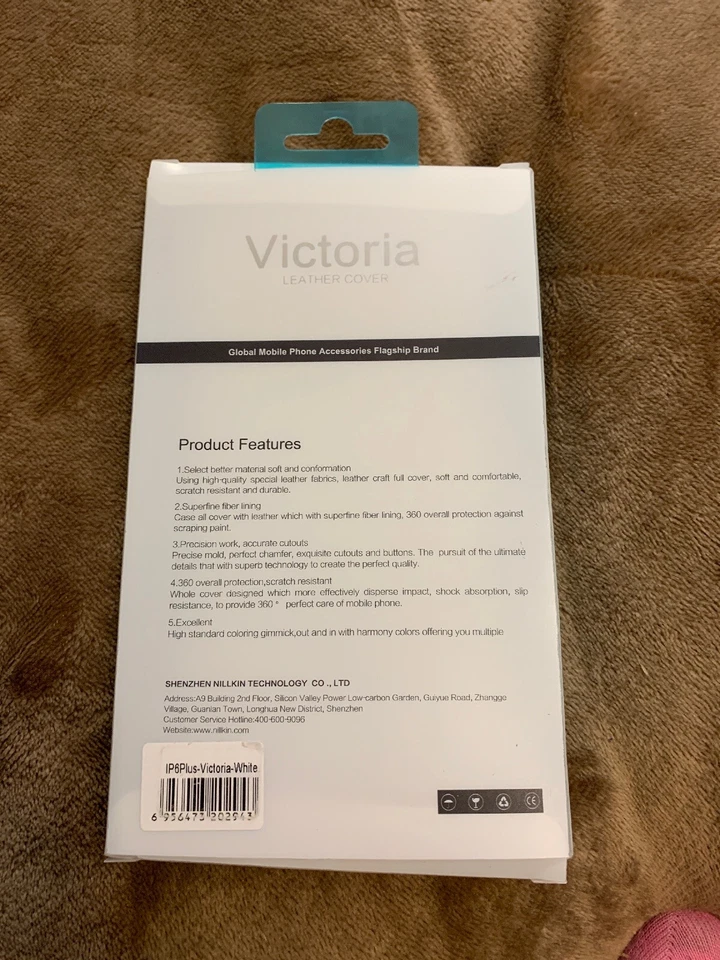 Victoria
LEATHER COVER
Global Mobile Phone Accessories Flagship Brand
Product Features
1.Select better material soft and conformation
Using high-quality special leather fabrics, leather craft full cover, soft and comfortable,
scratch resistant and durable.
2.Superfine fiber lining
Case all cover with leather which with superfine fiber lining, 360 overall protection against
scraping paint.
3.Precision work, accurate cutouts
Precise mold, perfect chamfer, exquisite cutouts and buttons. The pursuit of the ultimate
details that with superb technology to create the perfect quality.
4.360 overall protection,scratch resistant
Whole cover designed which more effectively disperse impact, shock absorption, slip
resistance, to provide 360° perfect care of mobile phone.
5.Excellent
High standard coloring gimmick,out and in with harmony colors offering you multiple
SHENZHEN NILLKIN TECHNOLOGY CO ., LTD
Address:A9 Building 2nd Floor, Silicon Valley Power Low-carbon Garden, Guiyue Road, Zhangge
Village, Guanlan Town, Longhua New District, Shenzhen
Customer Service Hotline:400-600-9096
Website:www.nillkin.com
IP6Plus-Victoria-White
6 956473 202943
CE